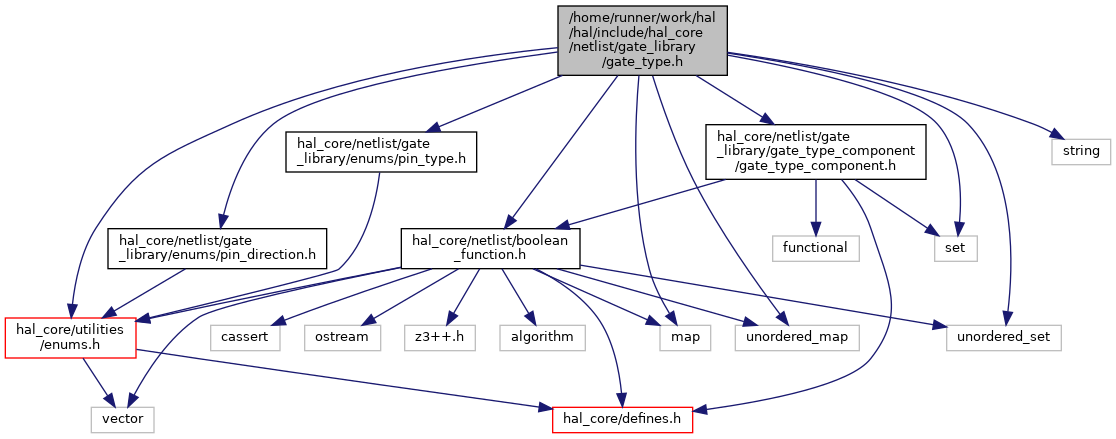 /home/runner/work/hal
/hal/include/hal_core
/netlist/gate_library
/gate_type.h
hal_core/netlist/gate
_library/enums/pin_type.h
hal_core/netlist/gate
_library/gate_type_component
/gate_type_component.h
string
hal_core/netlist/gate
_library/enums/pin_direction.h
hal_core/netlist/boolean
_function.h
functional
set
hal_core/utilities
/enums.h
cassert
ostream
z3++.h
algorithm
map
unordered_map
unordered_set
vector
hal_core/defines.h